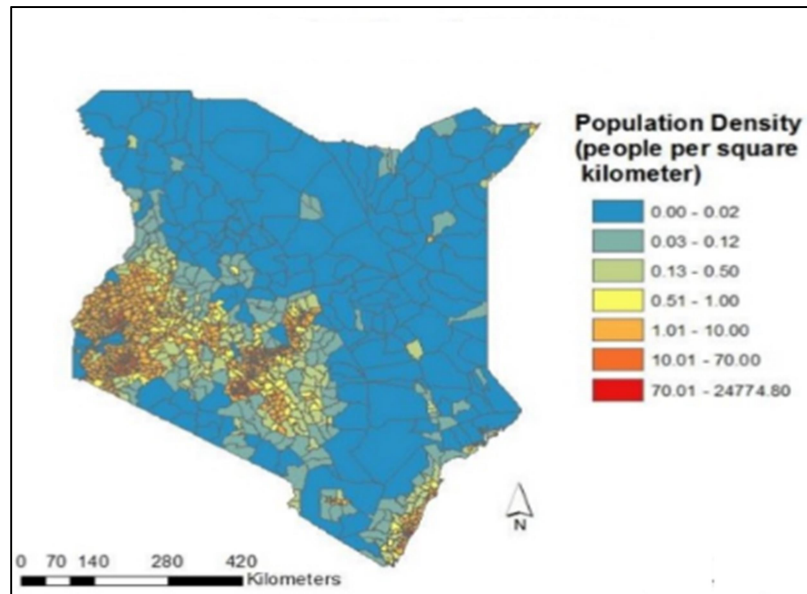 Population Density
(people per square
kilometer)
0.00 - 0.02
0.03 - 0.12
0.13 - 0.50
0.51 - 1.00
1.01 - 10.00
10.01 - 70.00
70.01 - 24774.80
N
0 70 140 280 420
Kilometers